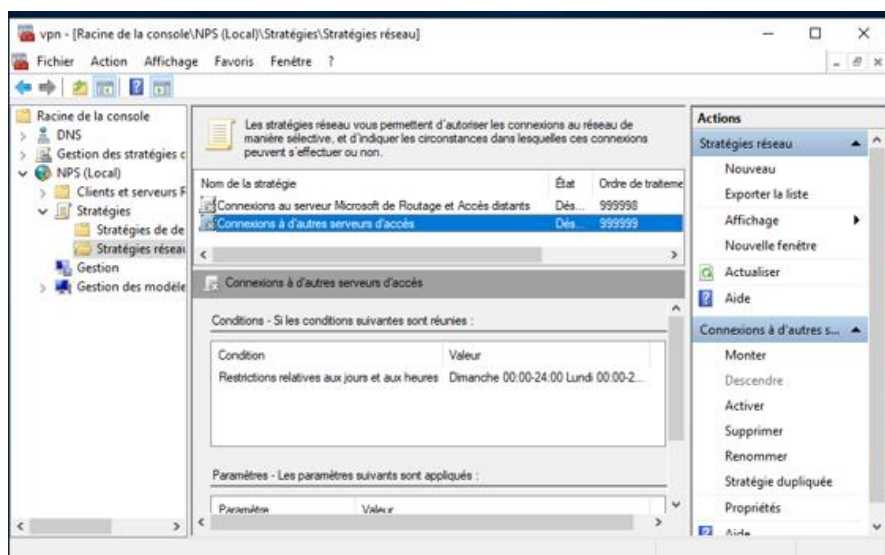 vpn - [Racine de la console\NPS (Local)\Stratégies\Stratégies réseau]
Fichier Action Affichage Favoris Fenêtre ?
Racine de la console
DNS
Gestion des stratégies c
NPS (Local)
Clients et serveurs R
Stratégies
Stratégies de de
Stratégies réseau
Gestion
Gestion des modèle
Les stratégies réseau vous permettent d'autoriser les connexions au réseau de
manière sélective, et d'indiquer les circonstances dans lesquelles ces connexions
peuvent s'effectuer ou non.
Nom de la stratégie État Ordre de traiteme
Connexions au serveur Microsoft de Routage et Accès distants Dés... 999998
Connexions à d'autres serveurs d'accès Dés... 999999
Connexions à d'autres serveurs d'accès
Conditions - Si les conditions suivantes sont réunies :
Condition Valeur
Restrictions relatives aux jours et aux heures Dimanche 00:00-24:00 Lundi 00:00-2...
Paramètres - Les paramètres suivants sont appliqués :
Paramètre Valeur
Actions
Stratégies réseau
Nouveau
Exporter la liste
Affichage
Nouvelle fenêtre
Actualiser
Aide
Connexions à d'autres s...
Monter
Descendre
Activer
Supprimer
Renommer
Stratégie dupliquée
Propriétés
Aide